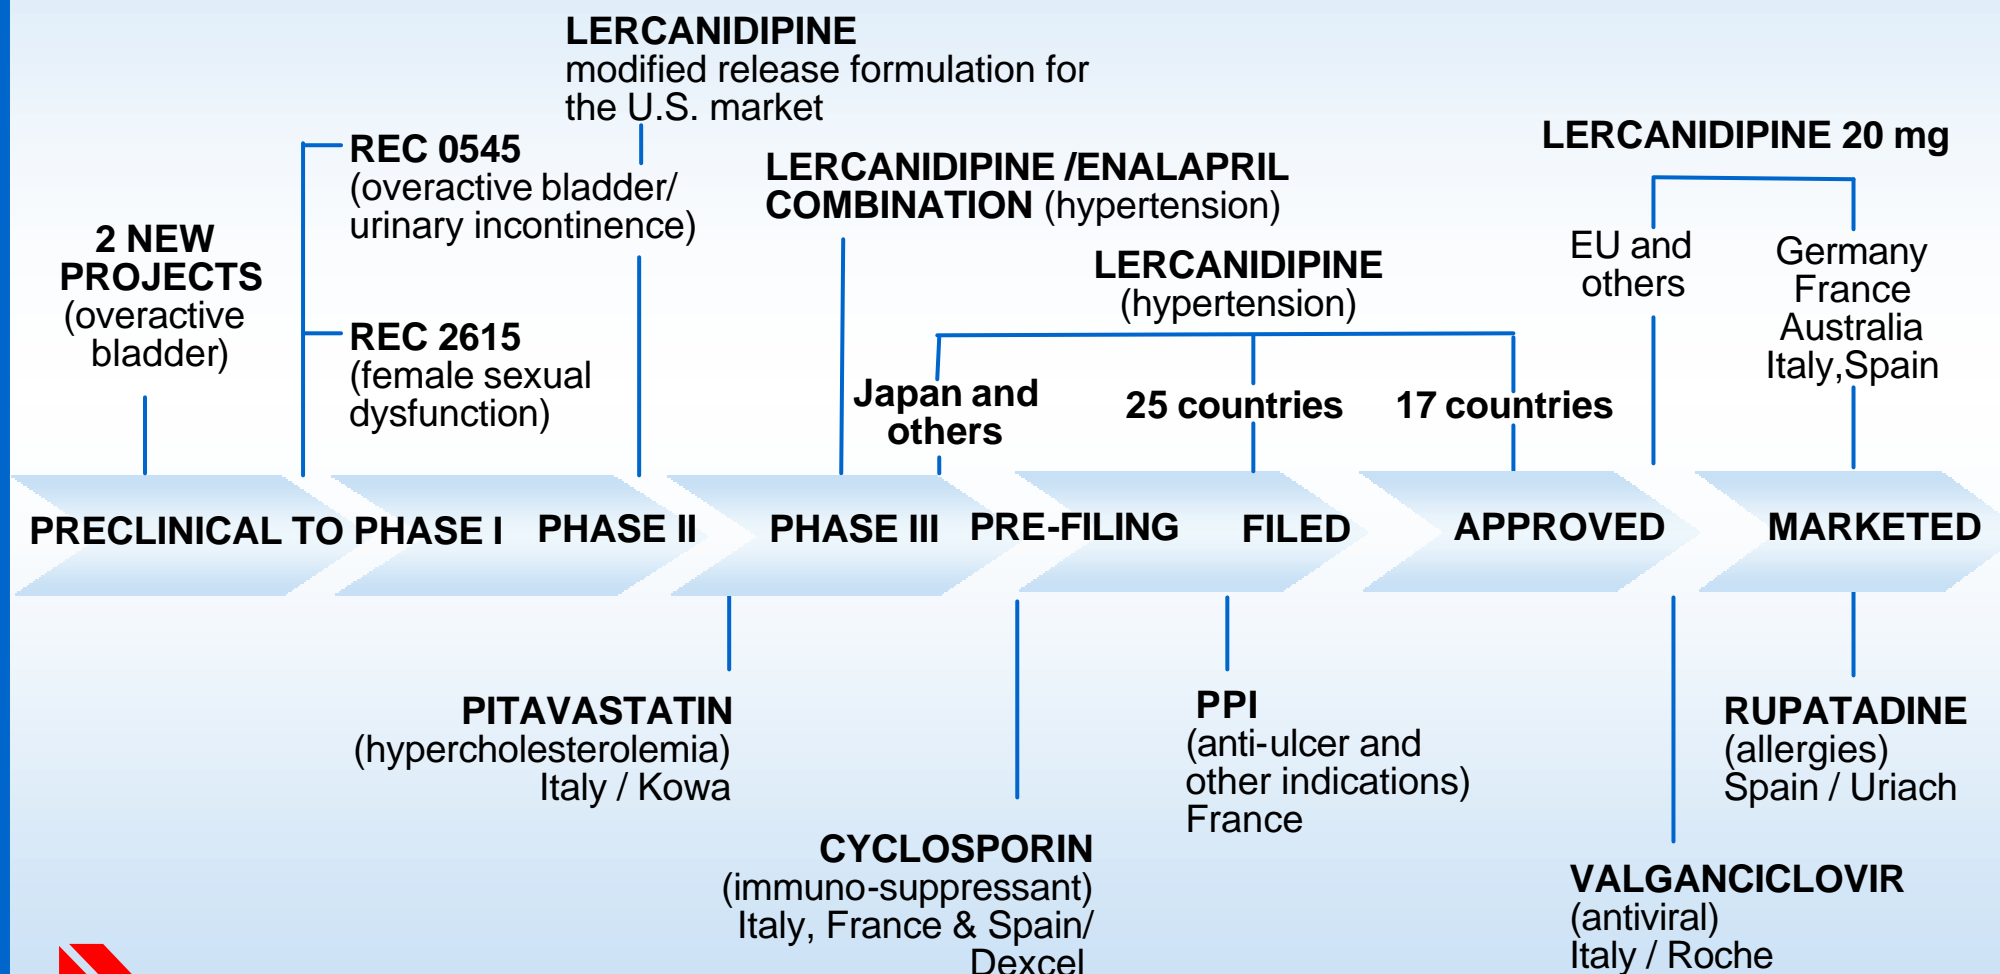 LERCANIDIPINE
modified release formulation for
the U.S. market
REC 0545
(overactive bladder/
urinary incontinence)
LERCANIDIPINE /ENALAPRIL
COMBINATION (hypertension)
LERCANIDIPINE 20 mg
2 NEW
PROJECTS
(overactive
bladder)
REC 2615
(female sexual
dysfunction)
LERCANIDIPINE
(hypertension)
Japan and
others
25 countries
17 countries
EU and
others
Germany
France
Australia
Italy,Spain
PRECLINICAL TO PHASE I
PHASE II
PHASE III
PRE-FILING
FILED
APPROVED
MARKETED
PITAVASTATIN
(hypercholesterolemia)
Italy / Kowa
CYCLOSPORIN
(immuno-suppressant)
Italy, France & Spain/
Dexcel
PPI
(anti-ulcer and
other indications)
France
VALGANCICLOVIR
(antiviral)
Italy / Roche
RUPATADINE
(allergies)
Spain / Uriach